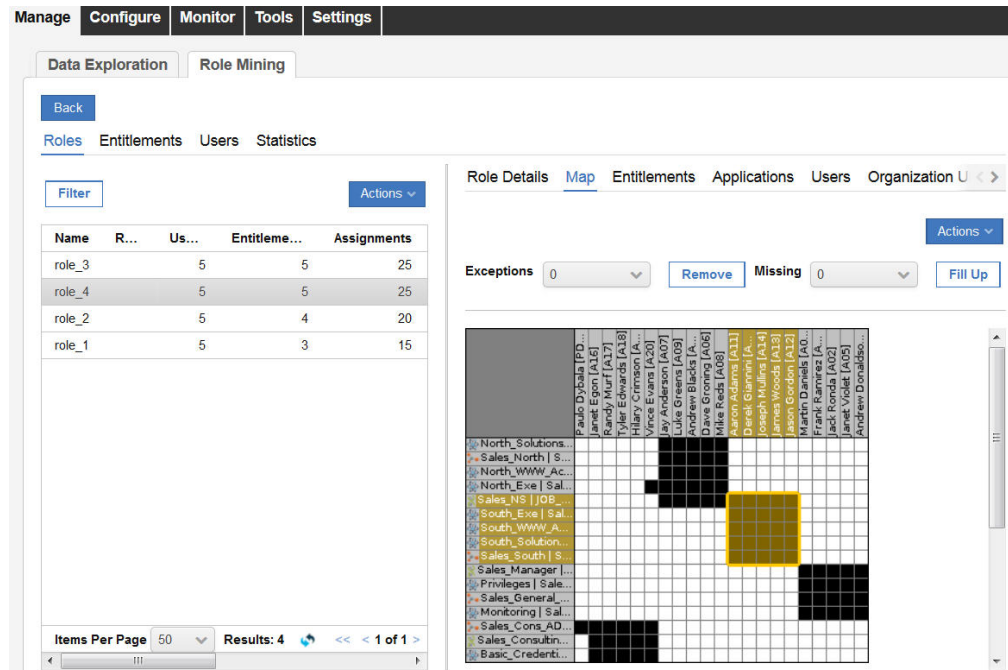 Manage Configure Monitor Tools Settings
Data Exploration Role Mining
Back
Roles Entitlements Users Statistics
Filter
Actions
Name R... Us... Entitleme... Assignments
role_3 5 5 25
role_4 5 5 25
role_2 5 4 20
role_1 5 3 15
Items Per Page 50 Results: 4 << < 1 of 1 >
Role Details Map Entitlements Applications Users Organization U < >
Actions
Exceptions 0 Remove Missing 0 Fill Up
Paulo Dybala [PD...
Janet Egon [A16]
Randy Murf [A17]
Tyler Edwards [A18]
Hilary Crimson [A...
Vince Evans [A20]
Jay Anderson [A07]
Luke Greens [A09]
Andrew Blacks [A...
Dave Groning [A06]
Mike Reds [A08]
Aaron Adams [A11]
Derek Giannini [A...
Joseph Mullins [A14]
James Woods [A13]
Jason Gordon [A12]
Martin Daniels [A0...
Frank Ramirez [A...
Jack Ronda [A02]
Janet Violet [A05]
Andrew Donaldso...
North_Solutions...
Sales_North | S...
North_WWW_Ac...
North_Exe | Sal...
Sales_NS | JOB_...
South_Exe | Sal...
South_WWW_A...
South_Solution...
Sales_South | S...
Sales_Manager |...
Privileges | Sale...
Sales_General_...
Monitoring | Sal...
Sales_Cons_AD...
Sales_Consultin...
Basic_Credenti...